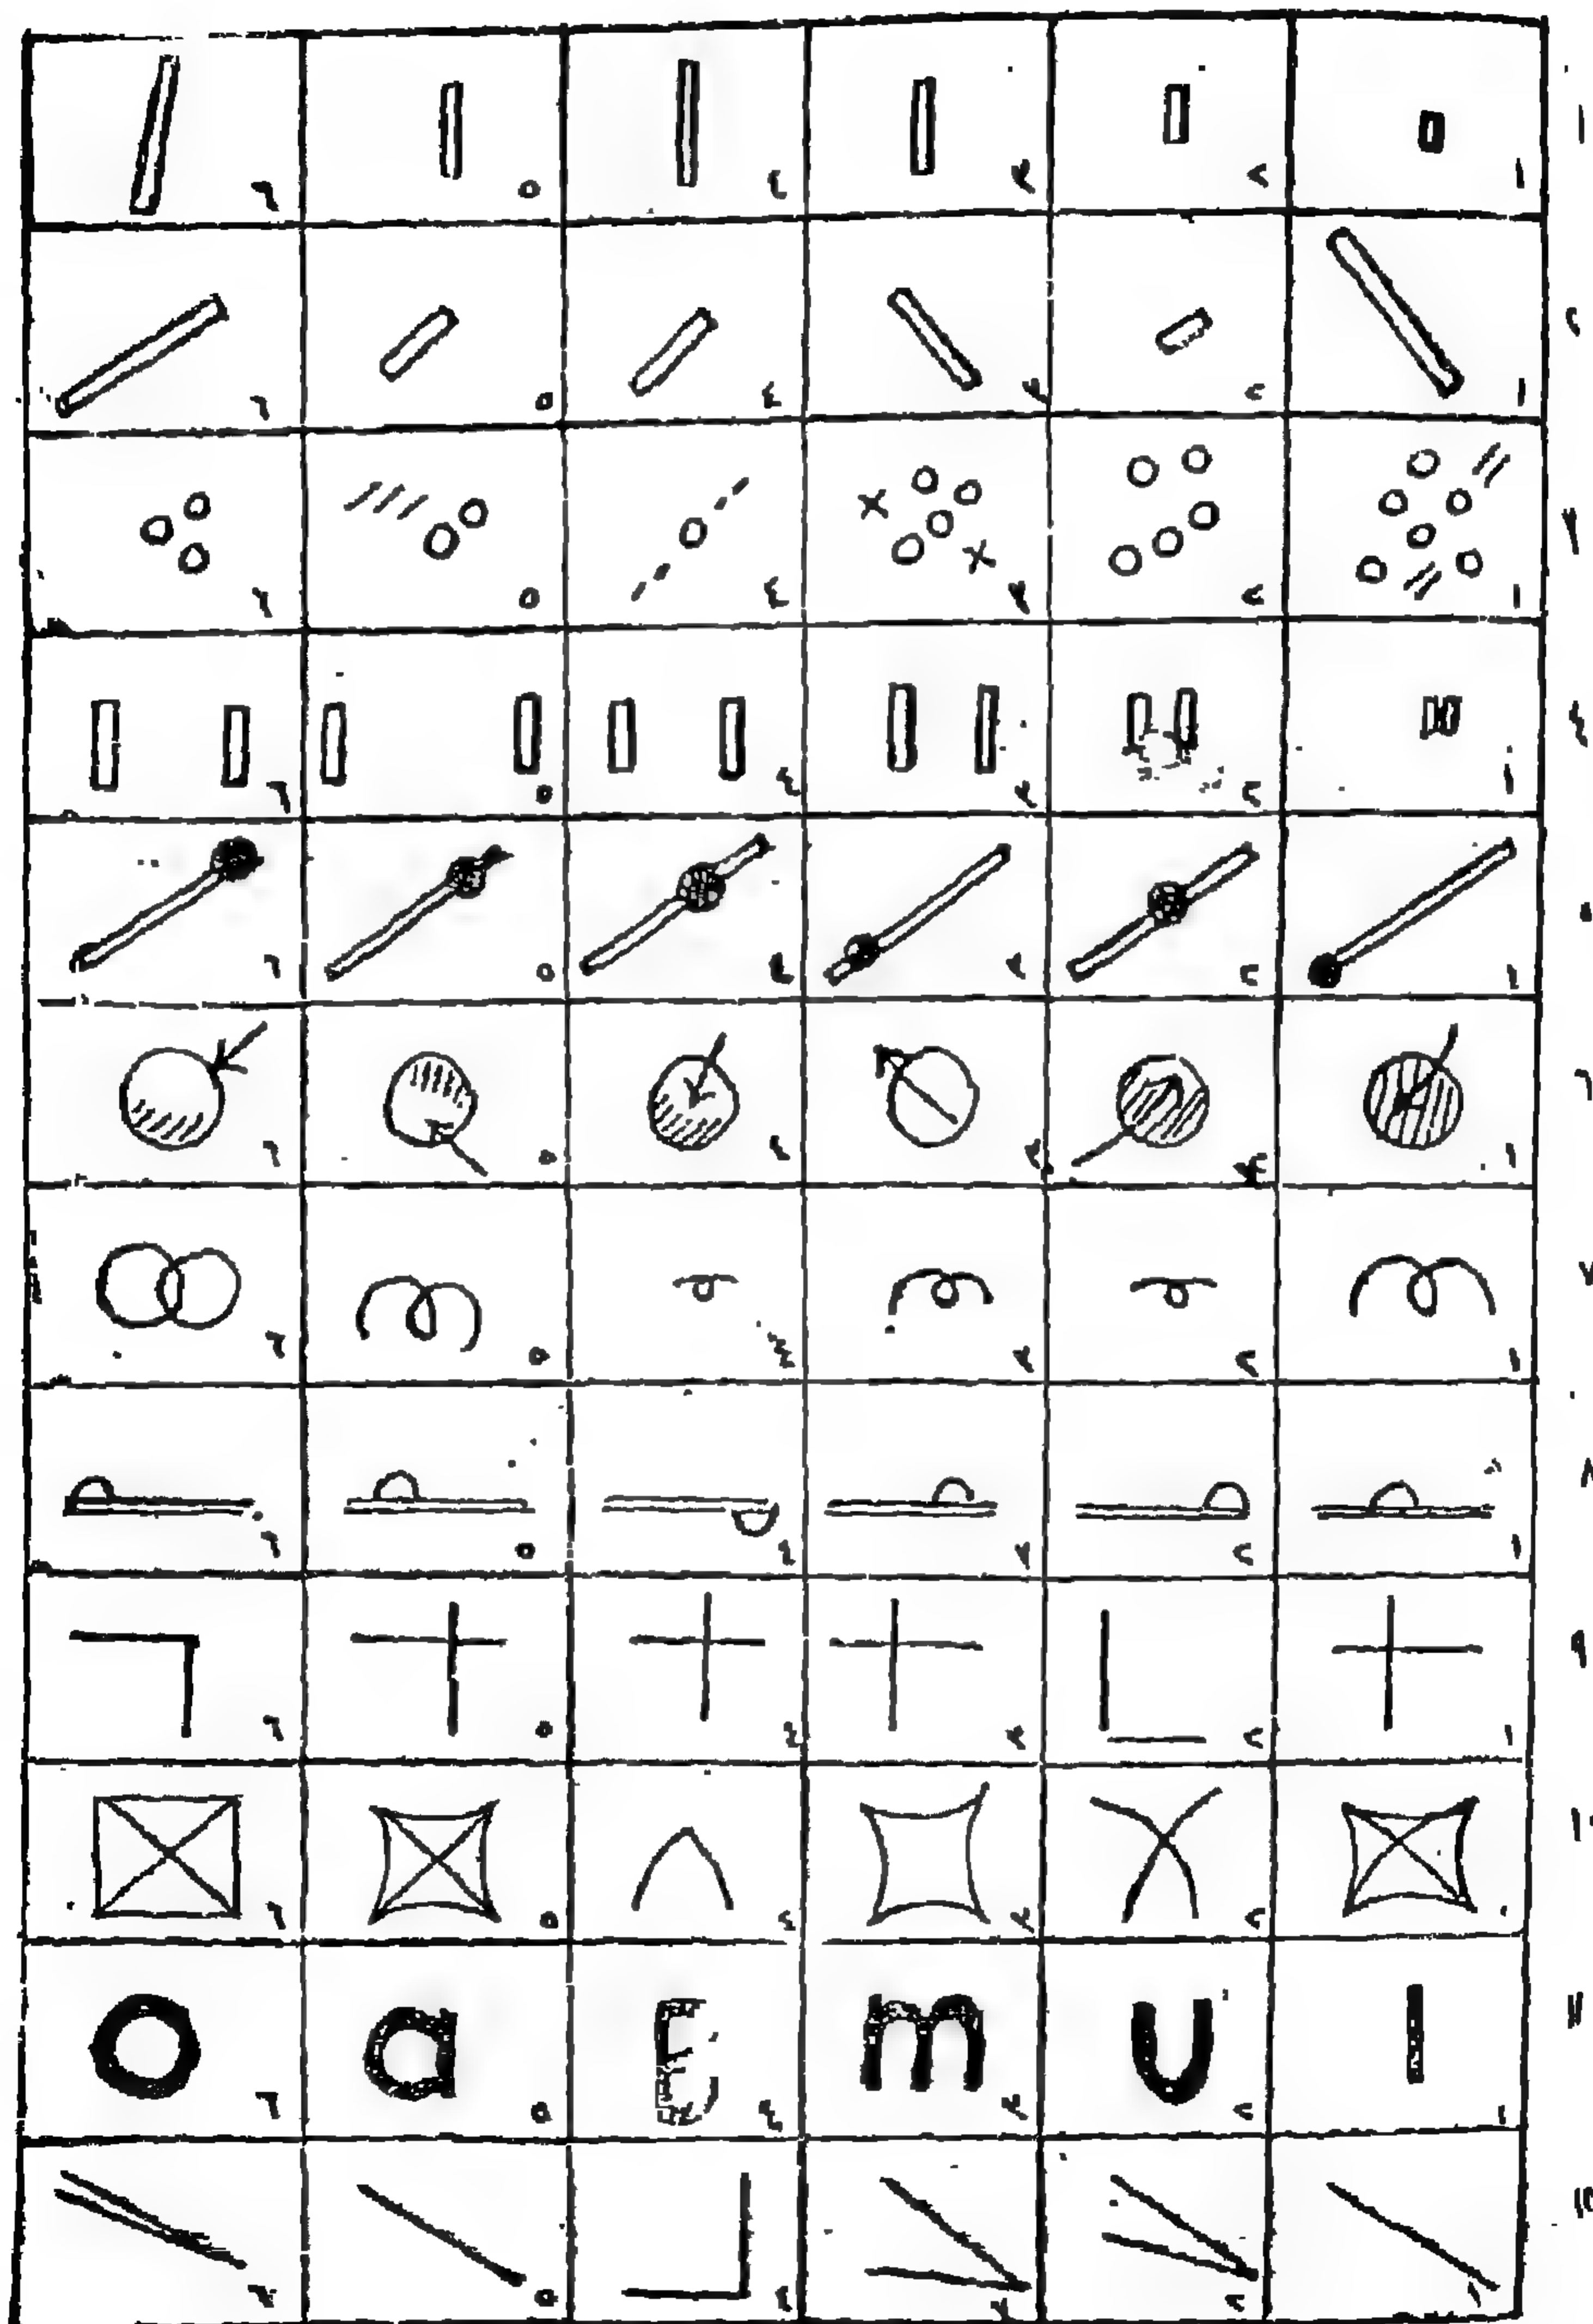 ١ ٢ ٣ ٤ ٥ ٦ ١
١ ٢ ٣ ٤ ٥ ٦ ٢
١ ٢ ٣ ٤ ٥ ٦ ٣
١ ٢ ٣ ٤ ٥ ٦ ٤
١ ٢ ٣ ٤ ٥ ٦
١ ٢ ٣ ٤ ٥ ٦ ٦
١ ٢ ٣ ٤ ٥ ٦ ٧
١ ٢ ٣ ٤ ٥ ٦ ٨
١ ٢ ٣ ٤ ٥ ٦ ٩
٢ ٣ ٤ ٥ ٦ ١٠
o a m u l
١ ٢ ٣ ٤ ٥ ٦ ١١
١ ٢ ٣ ٤ ٥ ٦ ١٢